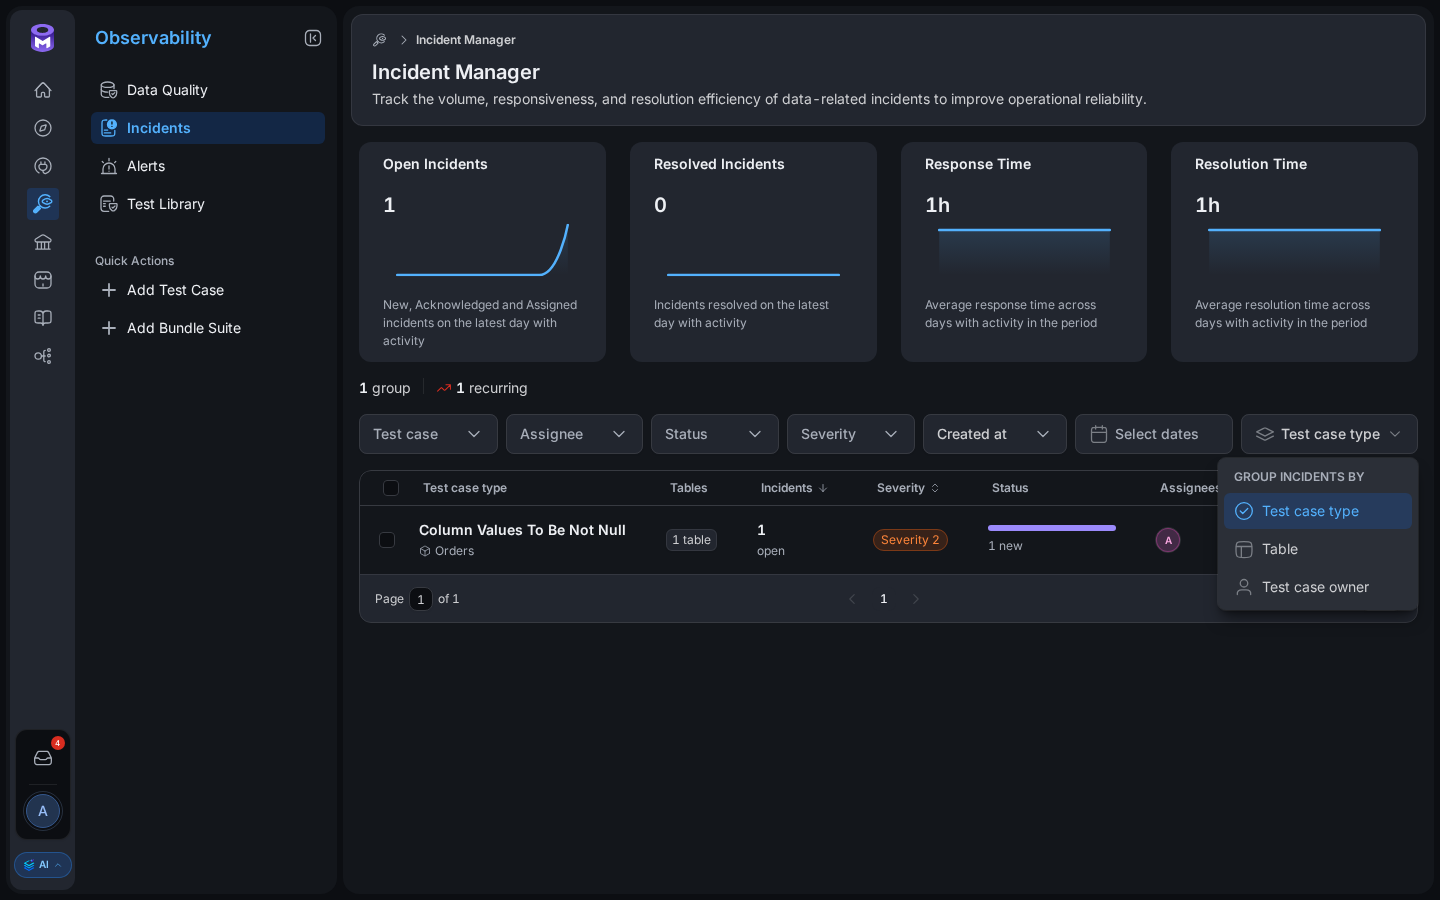 Observability
Data Quality
Incidents
Alerts
Test Library
Quick Actions
Add Test Case
Add Bundle Suite
4
A
AI
Incident Manager
Incident Manager
Track the volume, responsiveness, and resolution efficiency of data-related incidents to improve operational reliability.
Open Incidents
1
New, Acknowledged and Assigned
incidents on the latest day with
activity
Resolved Incidents
0
Incidents resolved on the latest
day with activity
Response Time
1h
Average response time across
days with activity in the period
Resolution Time
1h
Average resolution time across
days with activity in the period
1 group 1 recurring
Test case Assignee Status Severity Created at Select dates Test case type
GROUP INCIDENTS BY
Test case type
Table
Test case owner
Test case type Tables Incidents Severity Status Assignees
Column Values To Be Not Null
Orders
1 table
1
open
Severity 2
1 new
A
Page 1 of 1
1